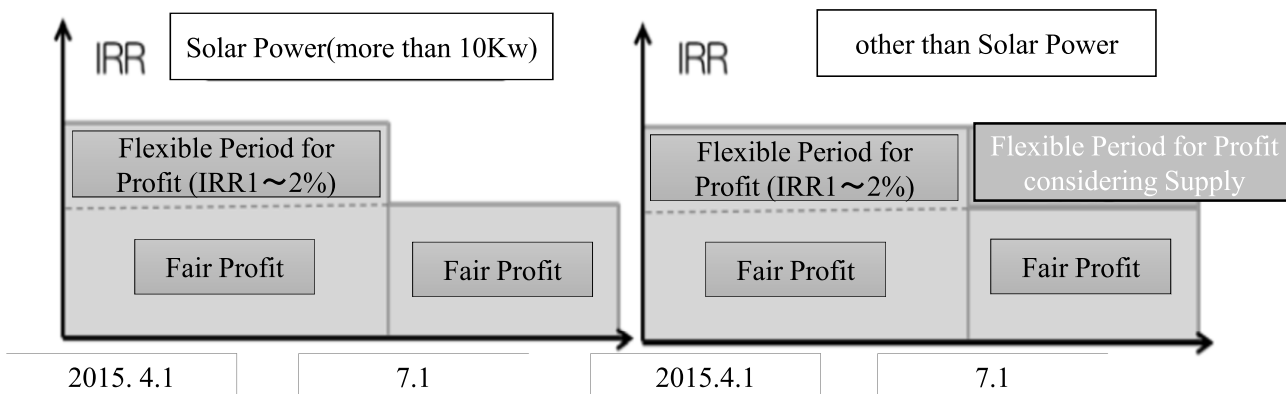 IRR
Solar Power(more than 10Kw)
Flexible Period for
Profit (IRR1～2%)
Fair Profit
Fair Profit
2015. 4.1
7.1
IRR
other than Solar Power
Flexible Period for
Profit (IRR1～2%)
Flexible Period for Profit
considering Supply
Fair Profit
Fair Profit
2015.4.1
7.1